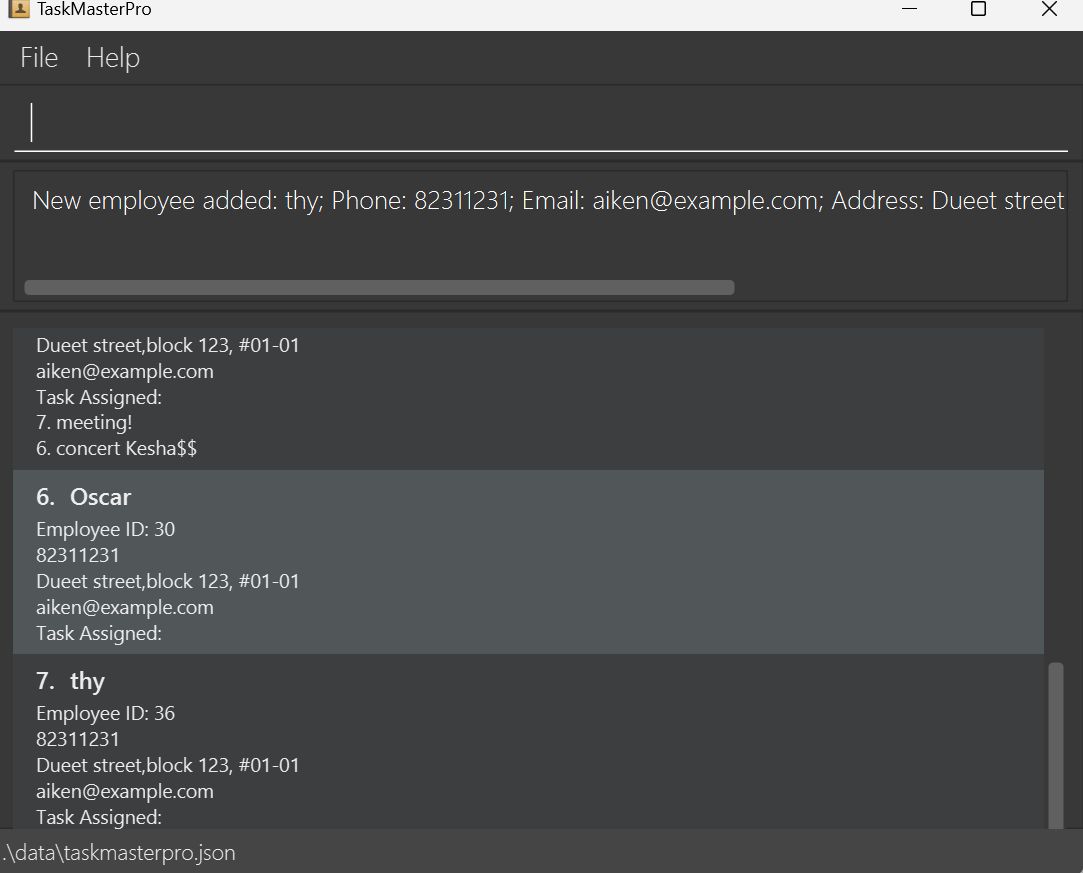 TaskMasterPro
File Help
New employee added: thy; Phone: 82311231; Email: aiken@example.com; Address: Dueet street
Dueet street,block 123, #01-01
aiken@example.com
Task Assigned:
7. meeting!
6. concert Kesha$$
6. Oscar
Employee ID: 30
82311231
Dueet street,block 123, #01-01
aiken@example.com
Task Assigned:
7. thy
Employee ID: 36
82311231
Dueet street,block 123, #01-01
aiken@example.com
Task Assigned:
.\data\taskmasterpro.json